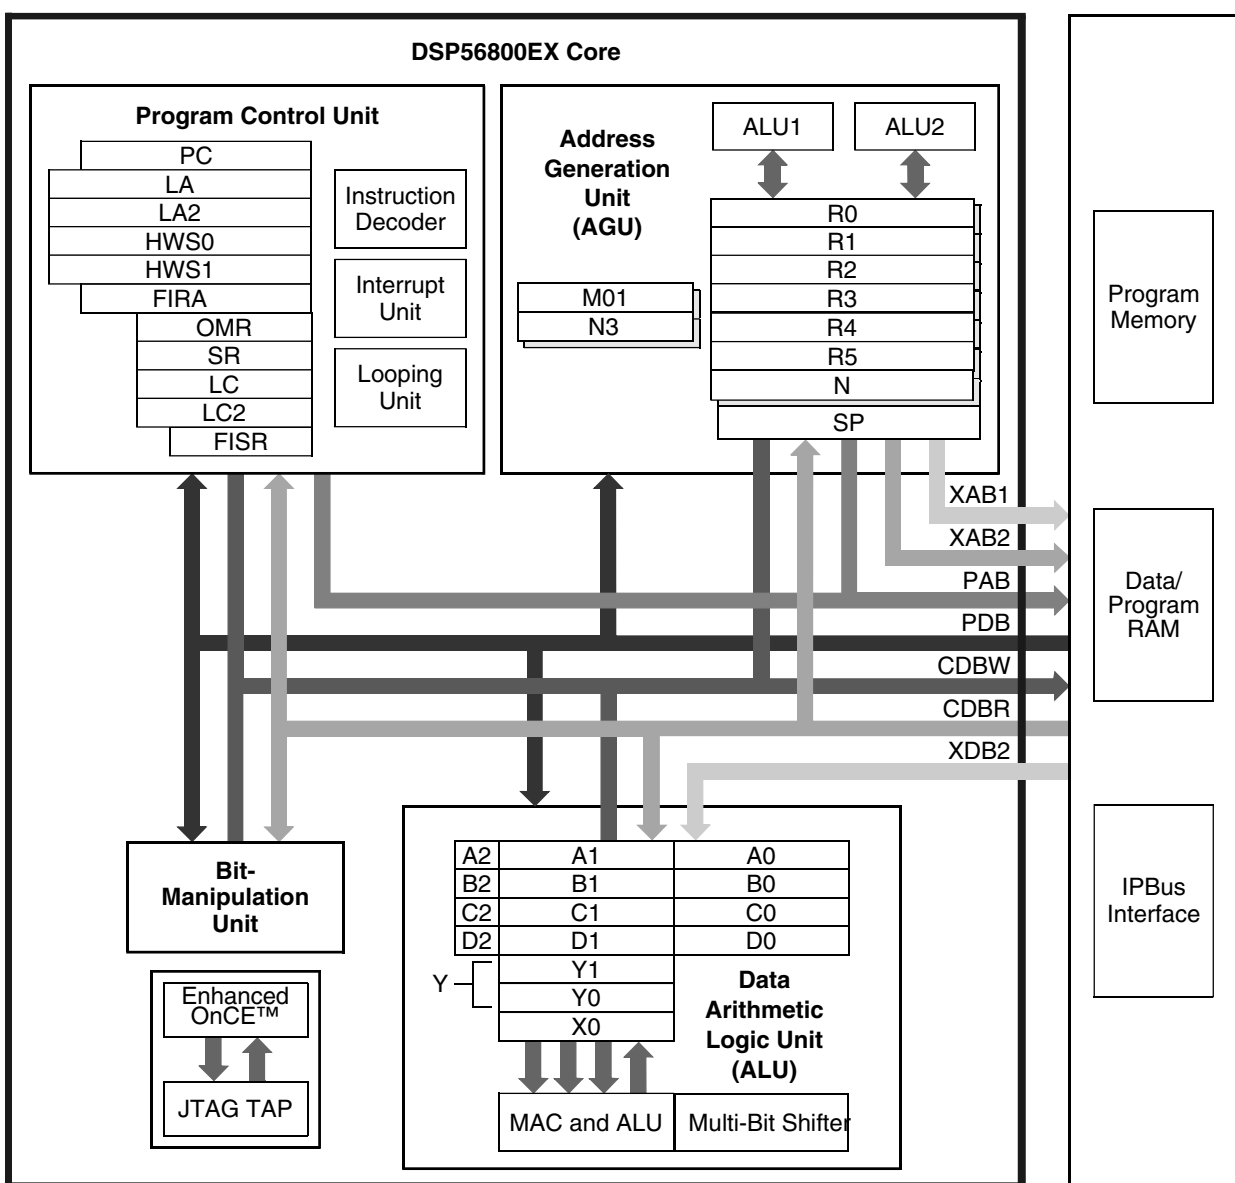 DSP56800EX Core
Program Control Unit
PC
LA
LA2
HWS0
HWS1
FIRA
OMR
SR
LC
LC2
FISR
Instruction
Decoder
Interrupt
Unit
Looping
Unit
Address
Generation
Unit
(AGU)
ALU1
ALU2
M01
N3
R0
R1
R2
R3
R4
R5
N
SP
XAB1
XAB2
PAB
PDB
CDBW
CDBR
XDB2
Program
Memory
Data/
Program
RAM
IPBus
Interface
Bit-
Manipulation
Unit
Enhanced
OnCE™
JTAG TAP
A2 A1 A0
B2 B1 B0
C2 C1 C0
D2 D1 D0
Y
Y1
Y0
X0
Data
Arithmetic
Logic Unit
(ALU)
MAC and ALU
Multi-Bit Shifter